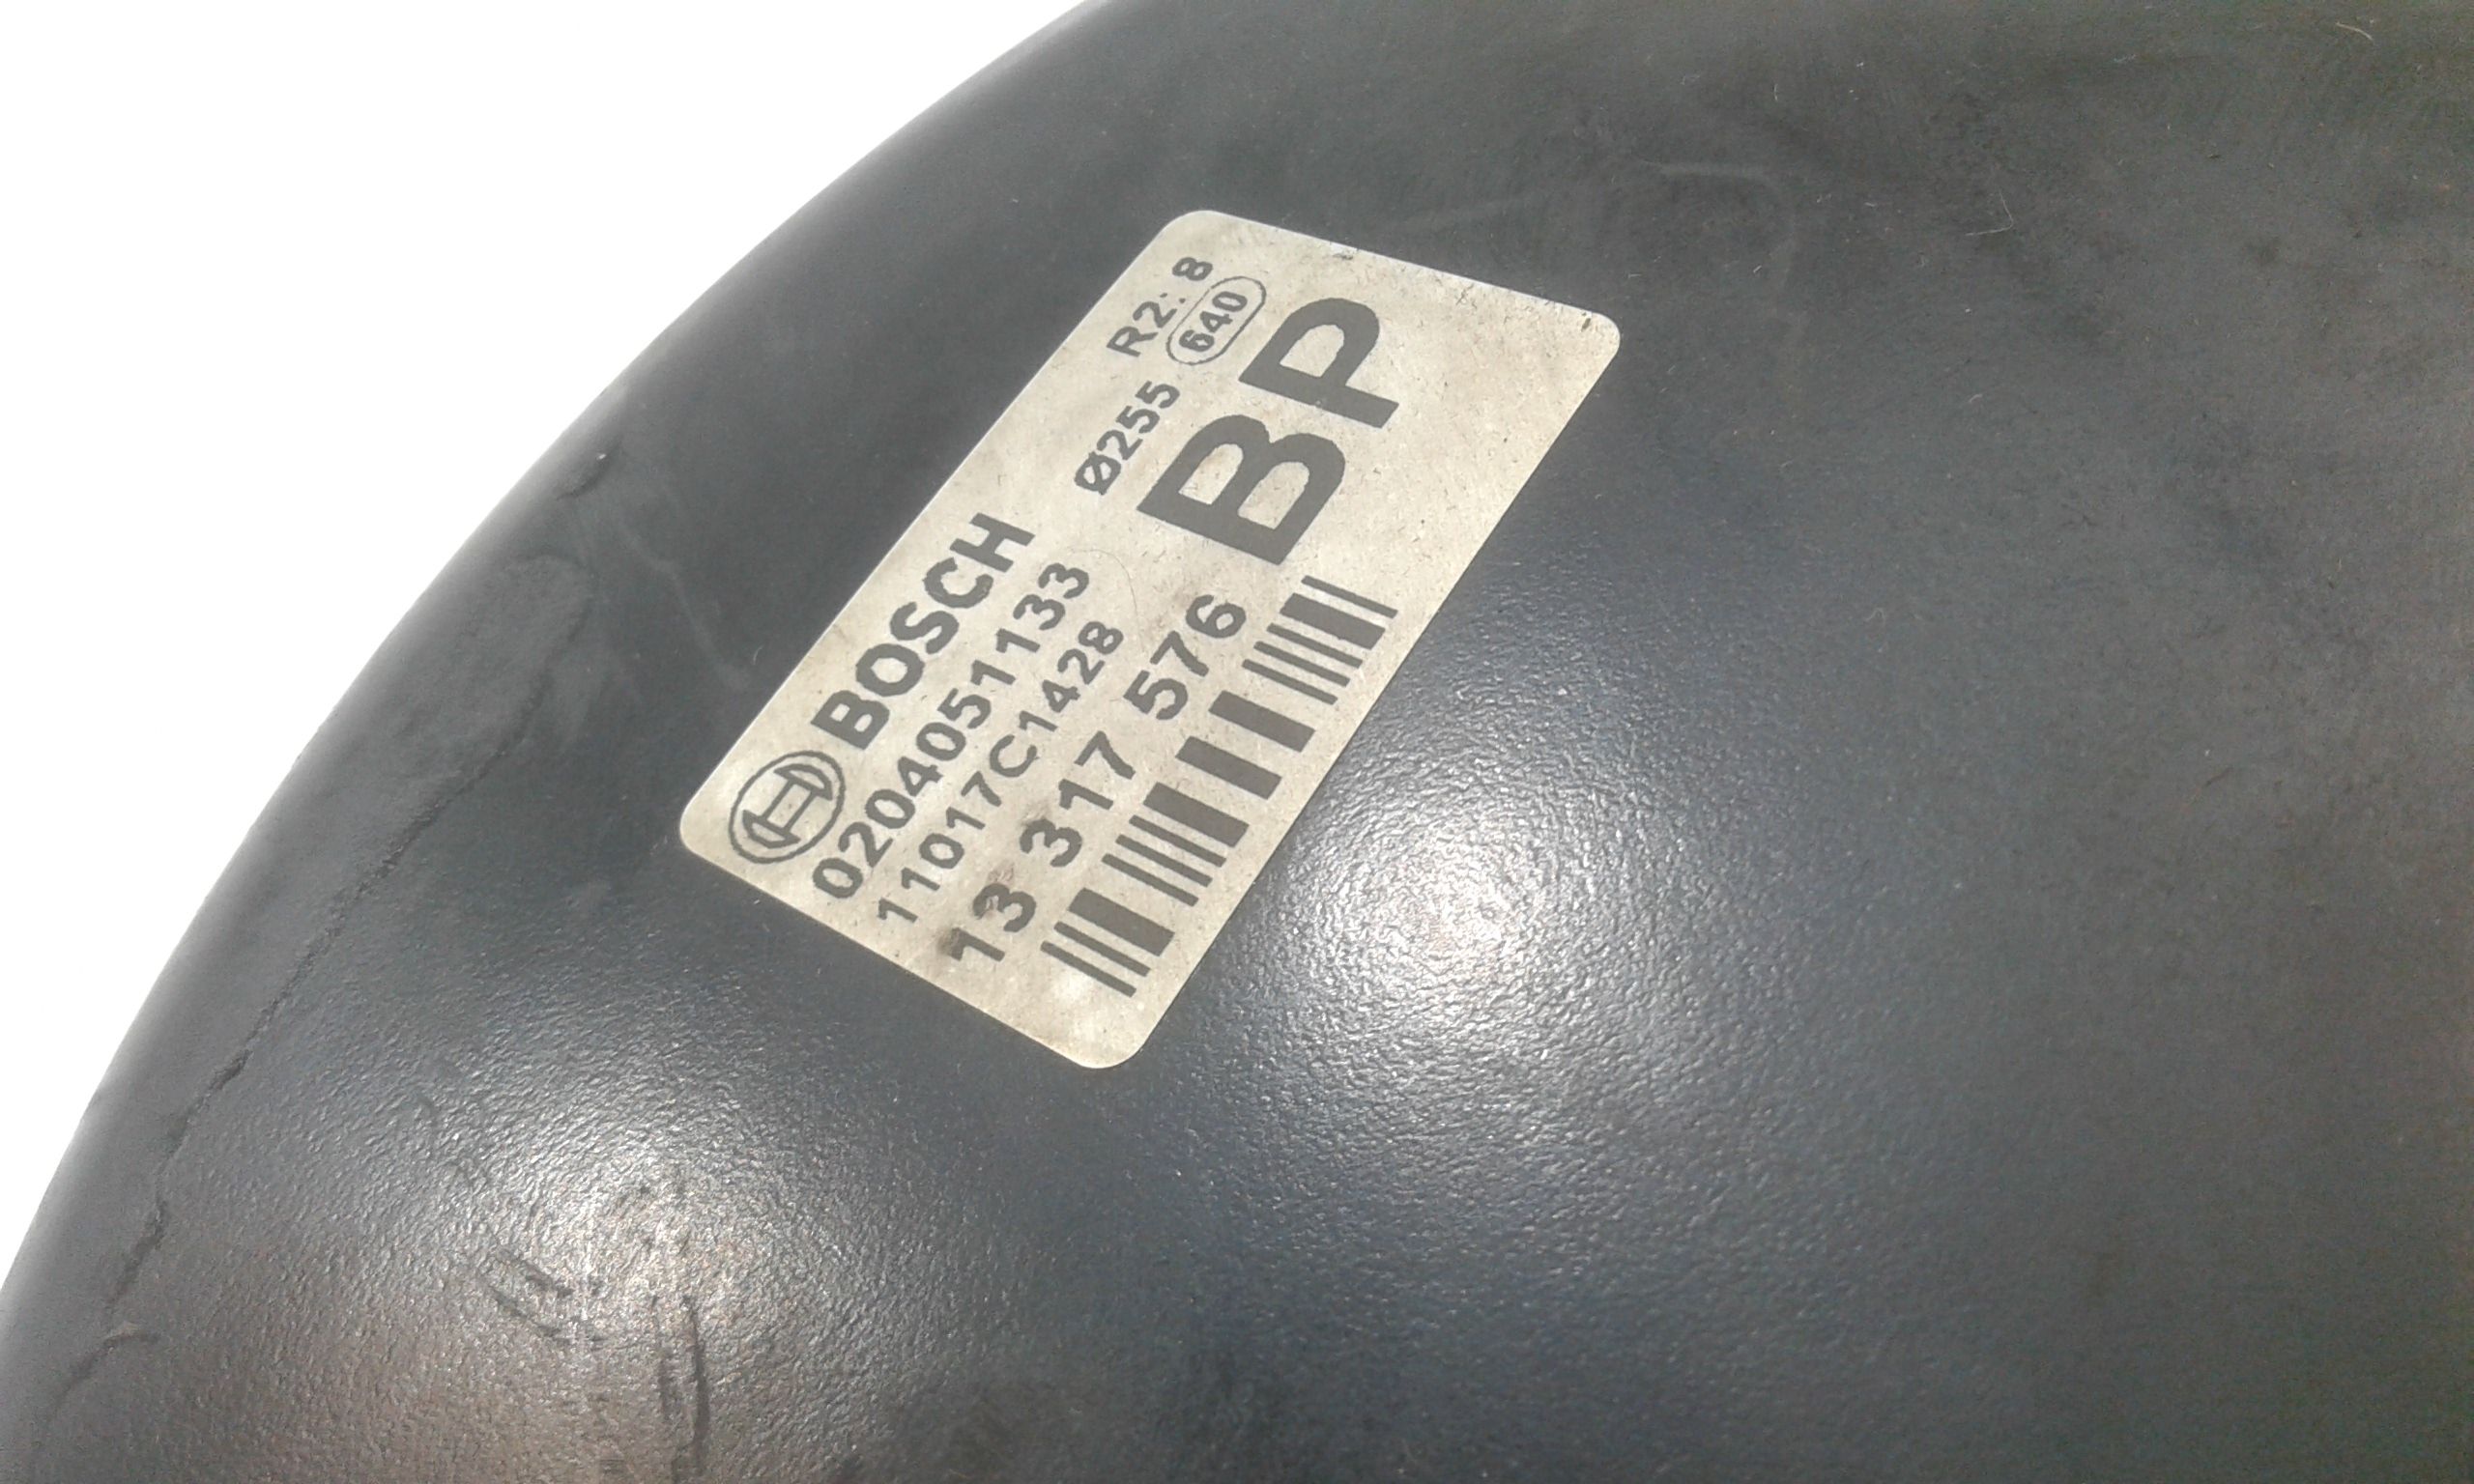 BOSCH
0204051133 Ø255 R2: 8
11017C1428 640
13 317 576 BP